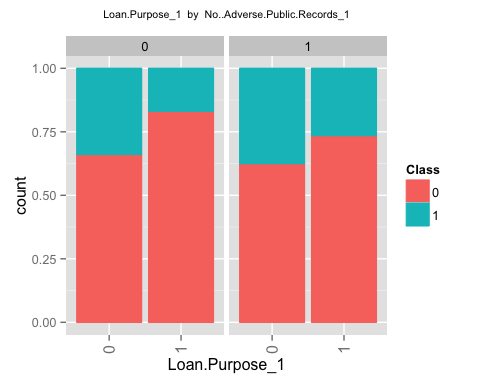 Loan.Purpose_1 by No..Adverse.Public.Records_1
0 1
1.00
0.75
0.50
0.25
0.00
count
0 1 0 1
Loan.Purpose_1
Class
0
1